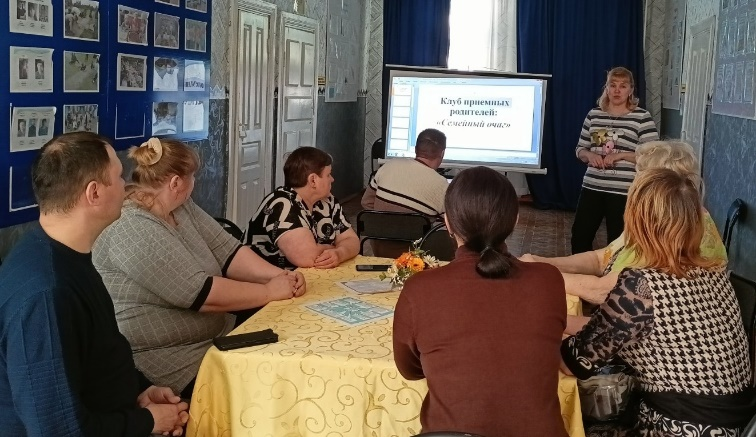 Клуб приемных
родителей:
«Семейный очаг»